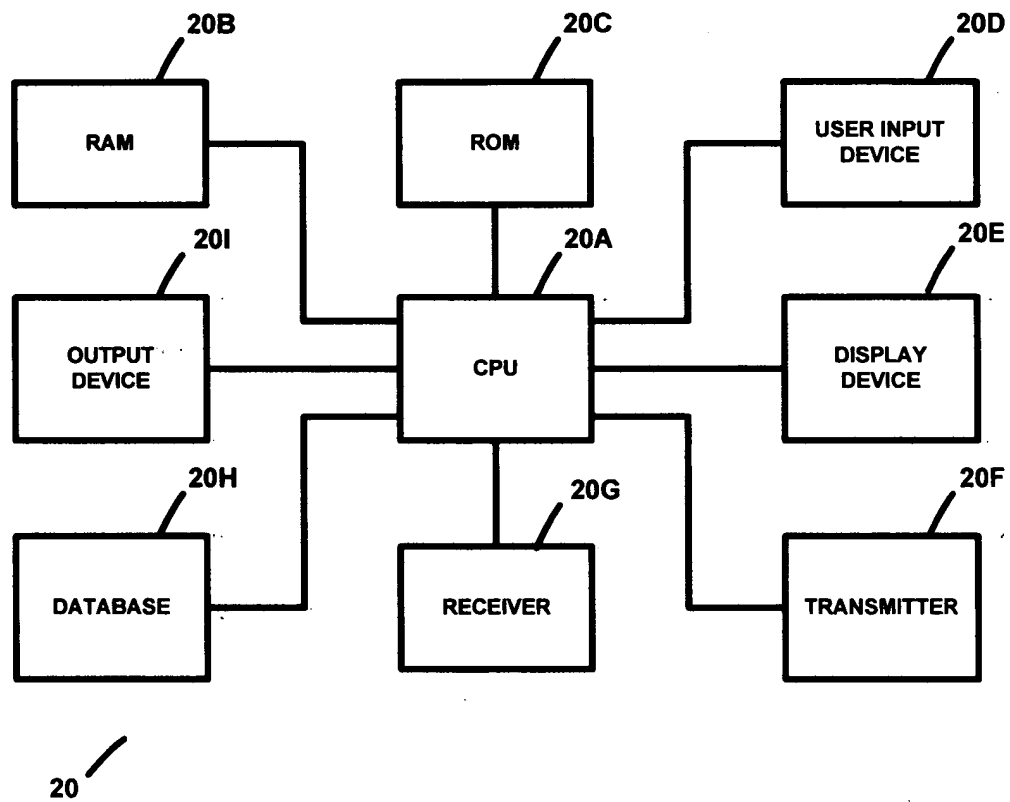 20B
20C
20D
RAM
ROM
USER INPUT
DEVICE
20I
20A
20E
OUTPUT
DEVICE
CPU
DISPLAY
DEVICE
20H
20G
20F
DATABASE
RECEIVER
TRANSMITTER
20